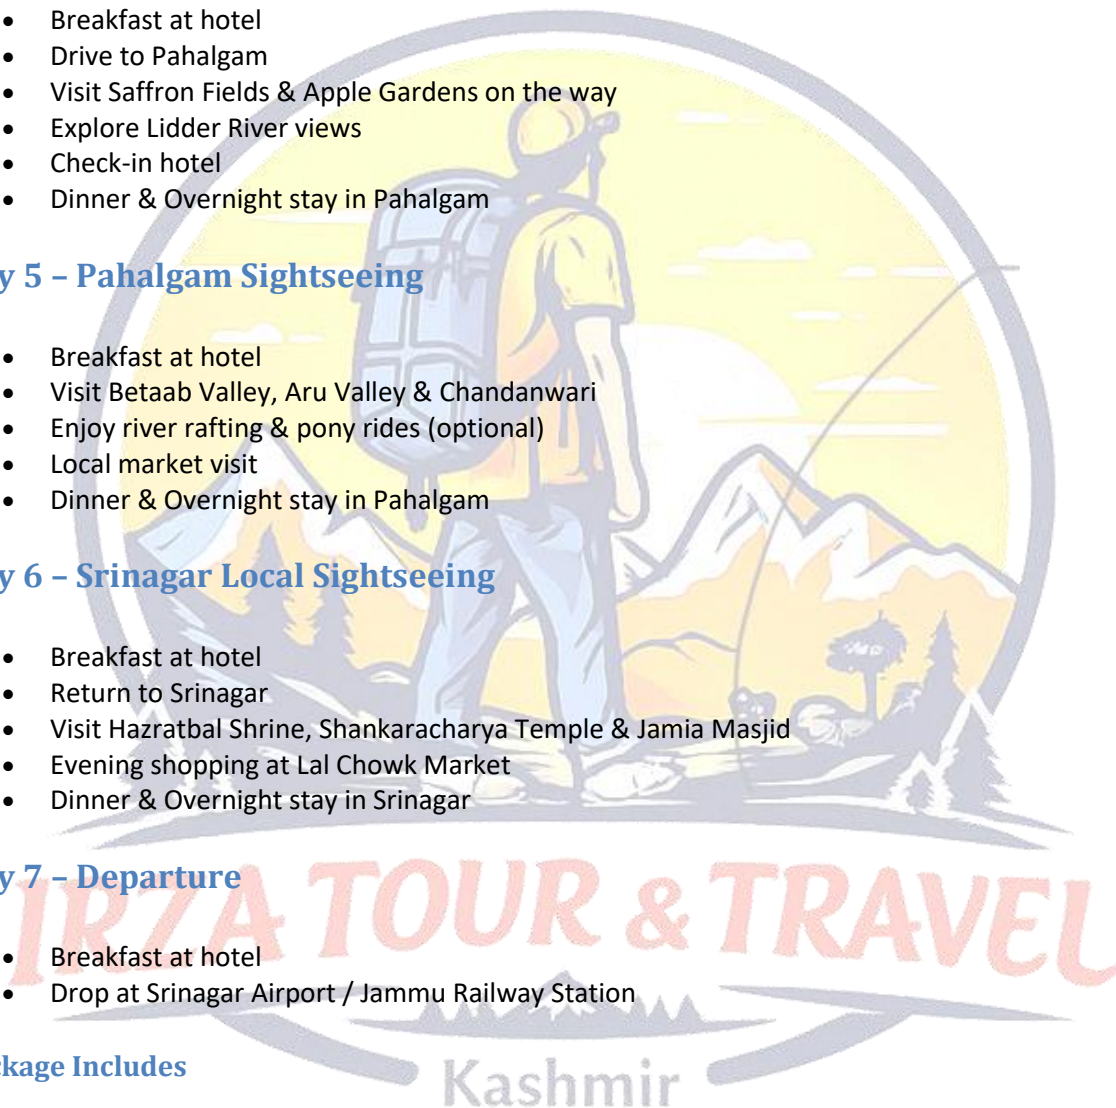 • Breakfast at hotel
• Drive to Pahalgam
• Visit Saffron Fields & Apple Gardens on the way
• Explore Lidder River views
• Check-in hotel
• Dinner & Overnight stay in Pahalgam
y 5 – Pahalgam Sightseeing
• Breakfast at hotel
• Visit Betaab Valley, Aru Valley & Chandanwari
• Enjoy river rafting & pony rides (optional)
• Local market visit
• Dinner & Overnight stay in Pahalgam
y 6 – Srinagar Local Sightseeing
• Breakfast at hotel
• Return to Srinagar
• Visit Hazratbal Shrine, Shankaracharya Temple & Jamia Masjid
• Evening shopping at Lal Chowk Market
• Dinner & Overnight stay in Srinagar
y 7 – Departure
IRZA TOUR & TRAVEL
• Breakfast at hotel
• Drop at Srinagar Airport / Jammu Railway Station
ckage Includes
Kashmir